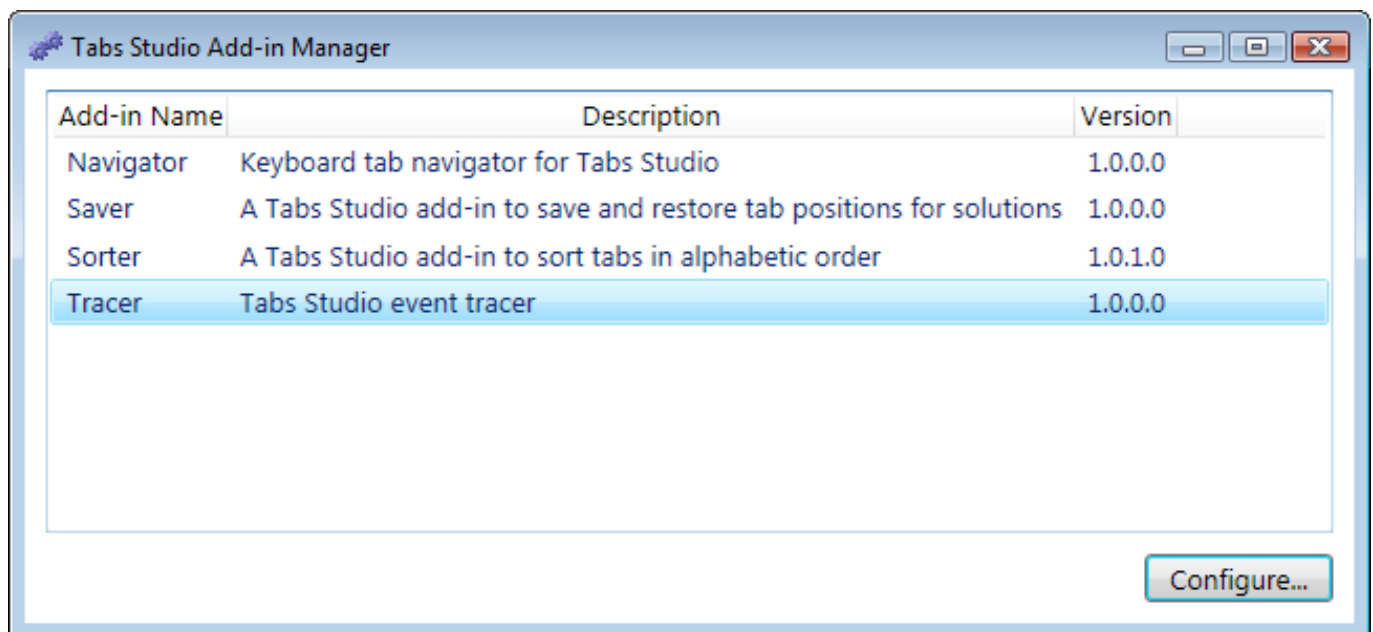 Tabs Studio Add-in Manager
Add-in Name Description Version
Navigator Keyboard tab navigator for Tabs Studio 1.0.0.0
Saver A Tabs Studio add-in to save and restore tab positions for solutions 1.0.0.0
Sorter A Tabs Studio add-in to sort tabs in alphabetic order 1.0.1.0
Tracer Tabs Studio event tracer 1.0.0.0
Configure...